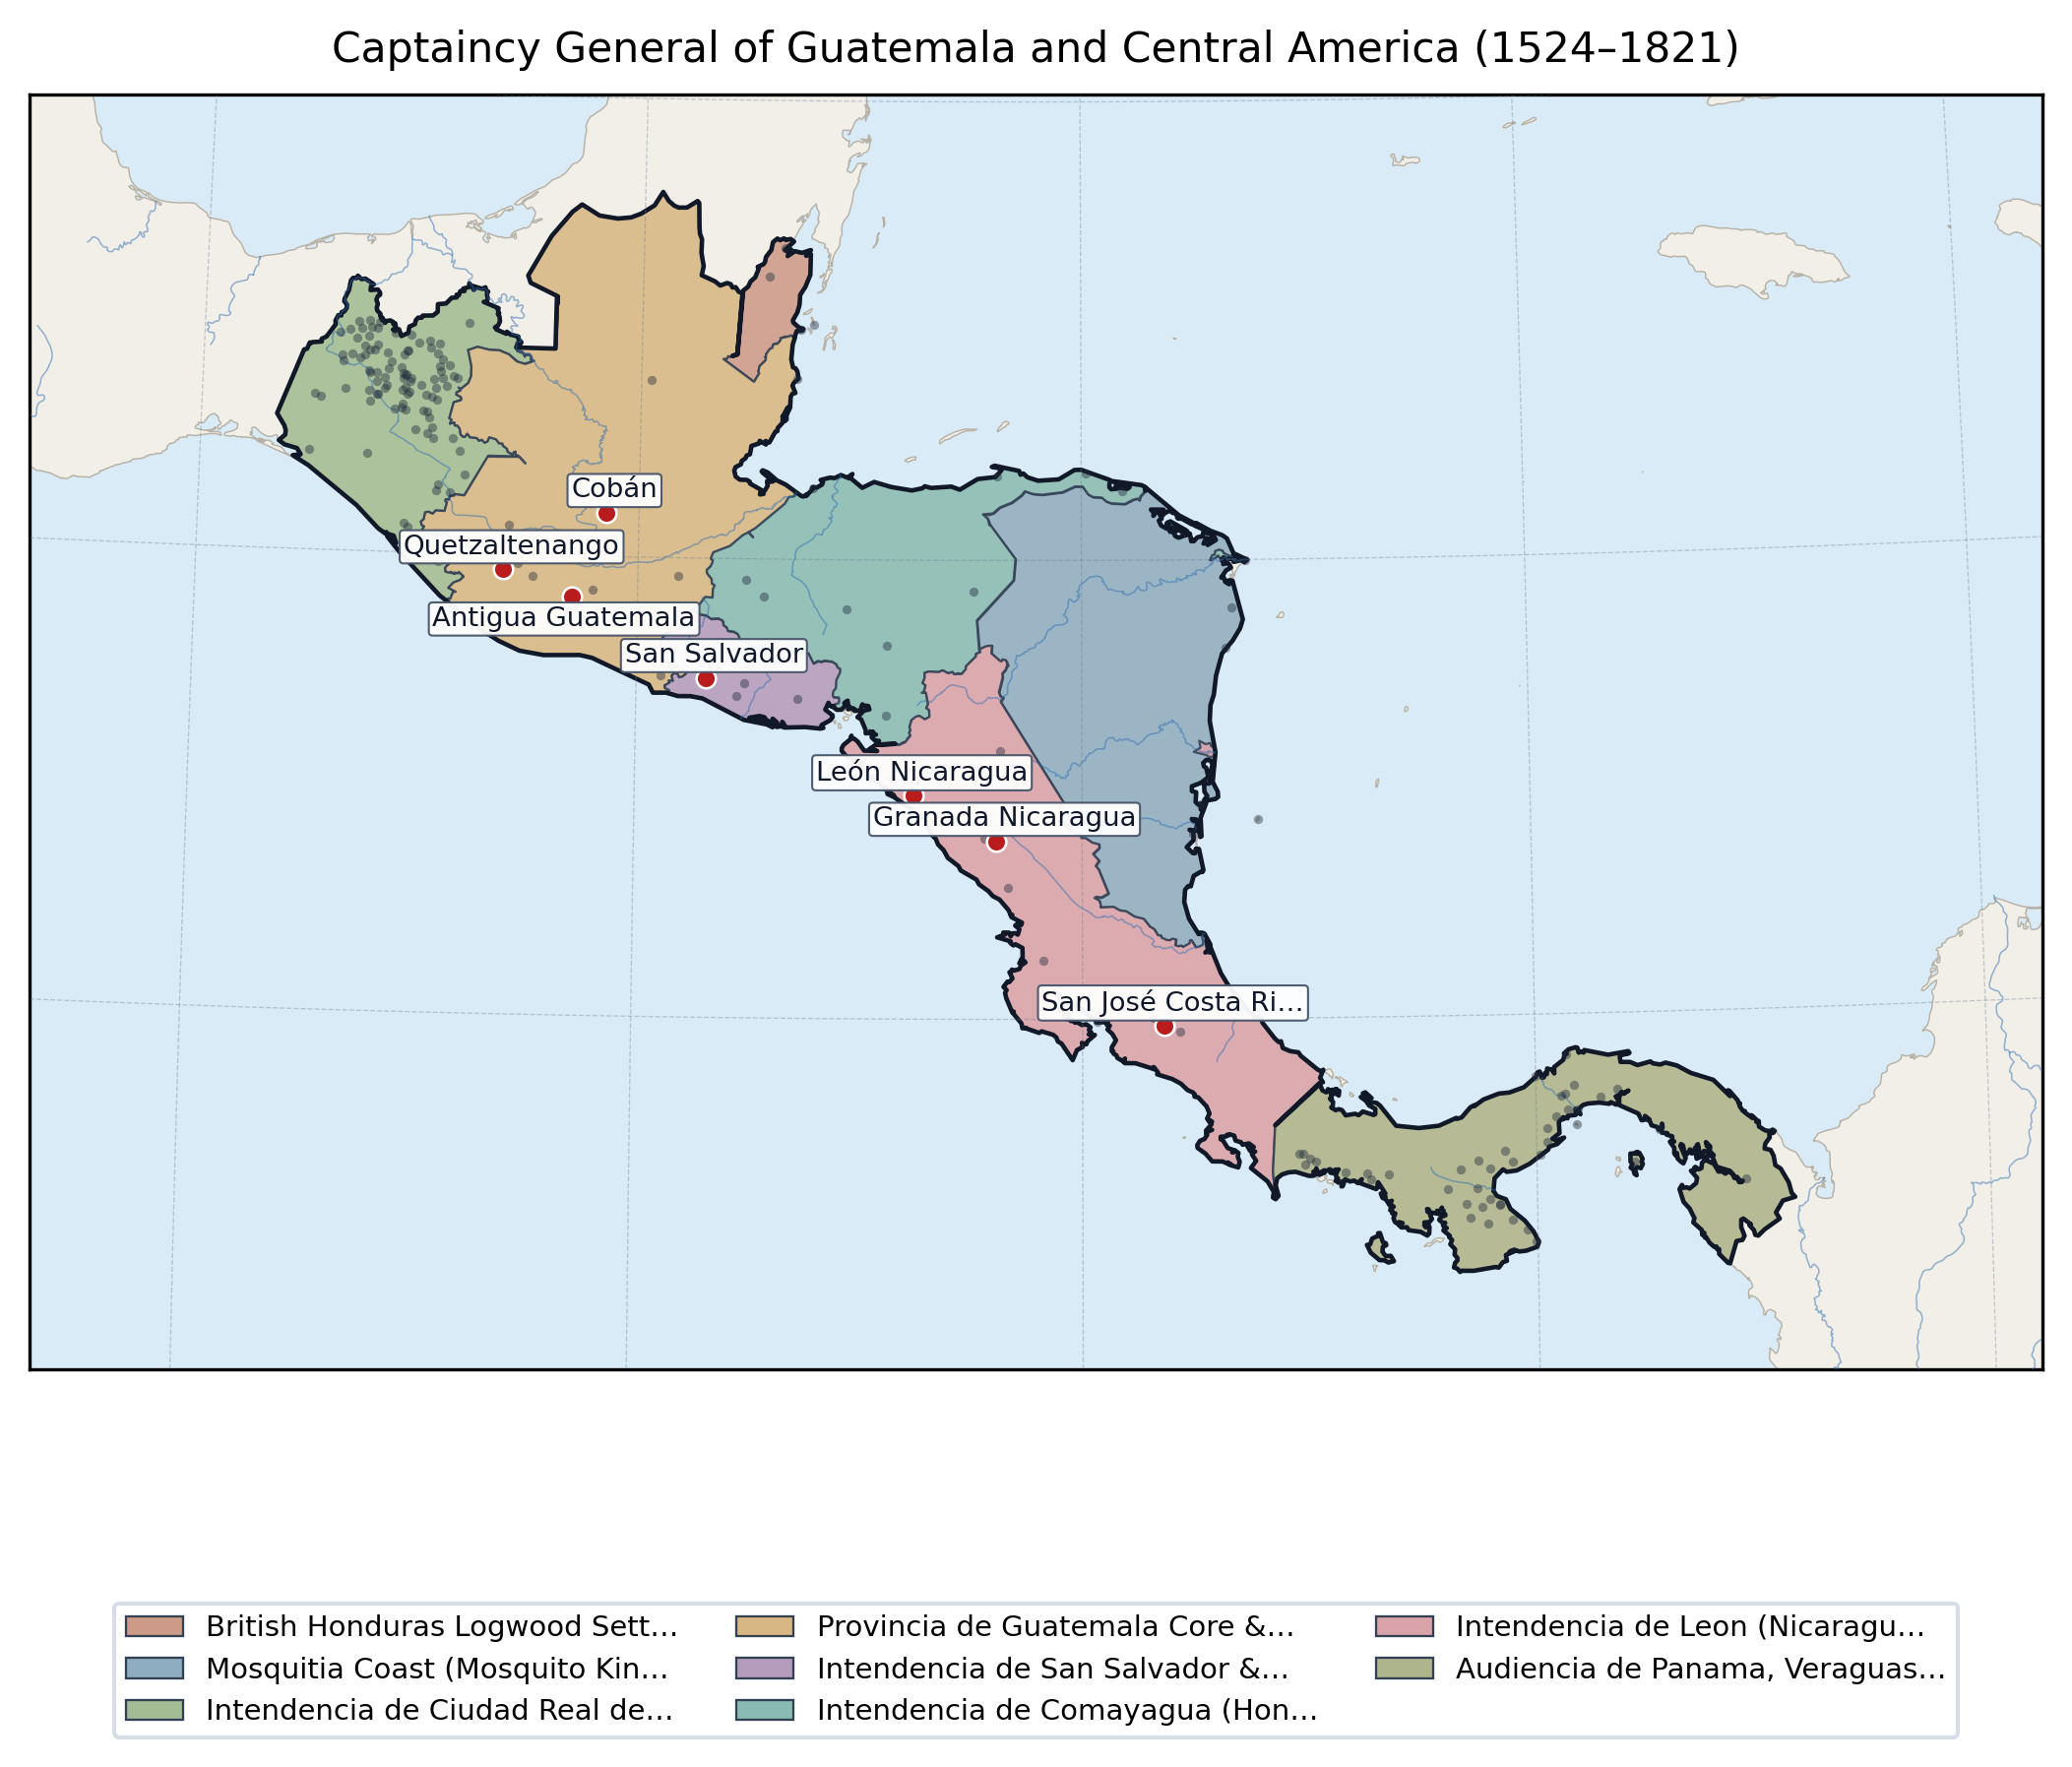 Captaincy General of Guatemala and Central America (1524–1821)
Cobán
Quetzaltenango
Antigua Guatemala
San Salvador
León Nicaragua
Granada Nicaragua
San José Costa Ri...
British Honduras Logwood Sett...
Mosquitia Coast (Mosquito Kin...
Intendencia de Ciudad Real de...
Provincia de Guatemala Core &...
Intendencia de San Salvador &...
Intendencia de Comayagua (Hon...
Intendencia de Leon (Nicaragu...
Audiencia de Panama, Veraguas...